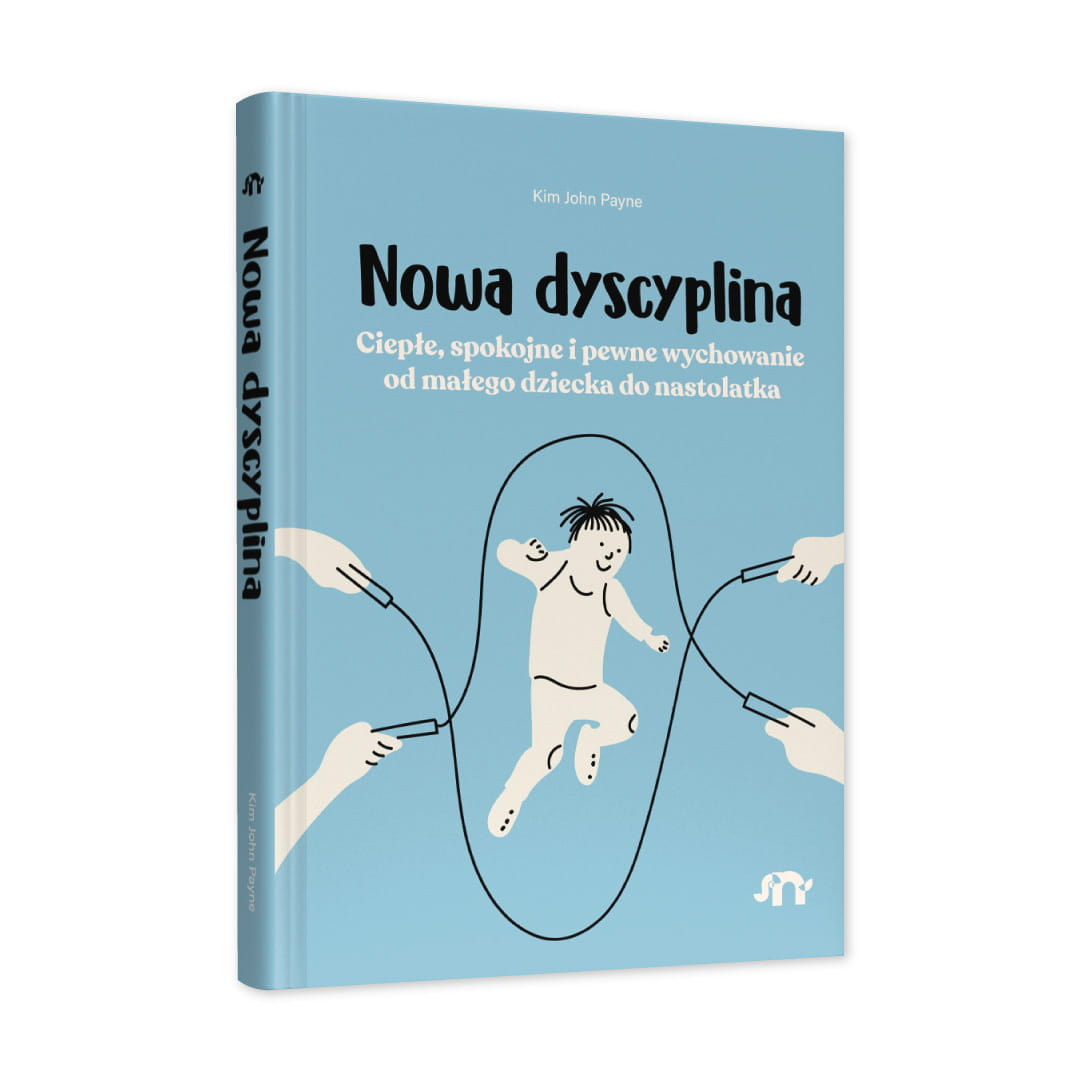 Kim John Payne
Nowa dyscyplina
Ciepłe, spokojne i pewne wychowanie
od małego dziecka do nastolatka
Nowa dyscyplina
Kim John Payne